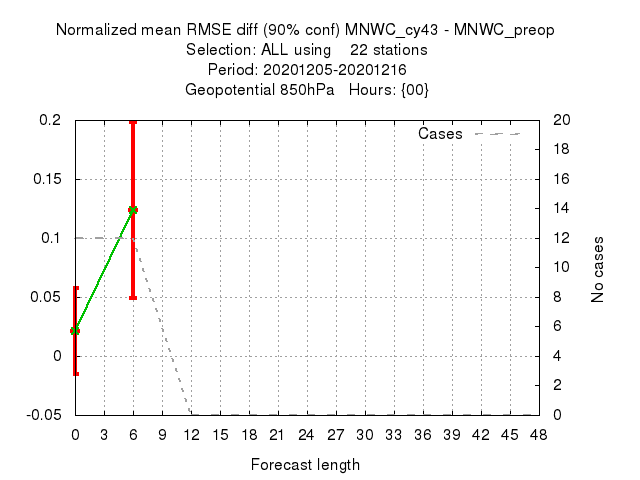 Normalized mean RMSE diff (90% conf) MNWC_cy43 - MNWC_preop
Selection: ALL using    22 stations
Period: 20201205-20201216
Geopotential 850hPa   Hours: {00}
Cases
0.2
0.15
0.1
0.05
0
-0.05
20
18
16
14
12
10
8
6
4
2
0
No cases
0 3 6 9 12 15 18 21 24 27 30 33 36 39 42 45 48
Forecast length